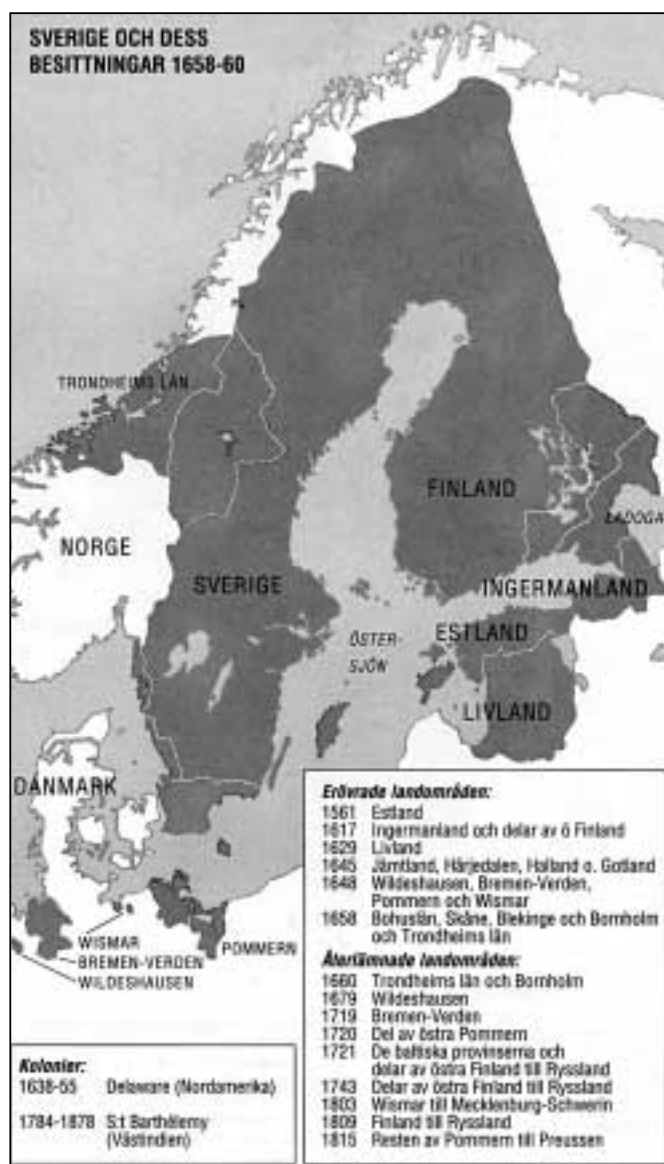 SVERIGE OCH DESS
BESITTNINGAR 1658-60
TRONDHEIMS LÄN
FINLAND
LADOGA
NORGE
SVERIGE
INGERMANLAND
ÖSTER-
SJÖN
ESTLAND
LIVLAND
DANMARK
WISMAR
BREMEN-VERDEN
WILDESHAUSEN
POMMERN
Erövrade landområden:
1561 Estland
1617 Ingermanland och delar av ö Finland
1629 Livland
1645 Jämtland, Härjedalen, Halland o. Gotland
1648 Wildeshausen, Bremen-Verden,
Pommern och Wismar
1658 Bohuslän, Skåne, Blekinge och Bornholm
och Trondheims län
Återlämnade landområden:
1660 Trondheims län och Bornholm
1679 Wildeshausen
1719 Bremen-Verden
1720 Del av östra Pommern
1721 De baltiska provinserna och
delar av östra Finland till Ryssland
1743 Delar av östra Finland till Ryssland
1803 Wismar till Mecklenburg-Schwerin
1809 Finland till Ryssland
1815 Resten av Pommern till Preussen
Kolonier:
1638-55 Delaware (Nordamerika)
1784-1878 S:t Barthélemy
(Västindien)